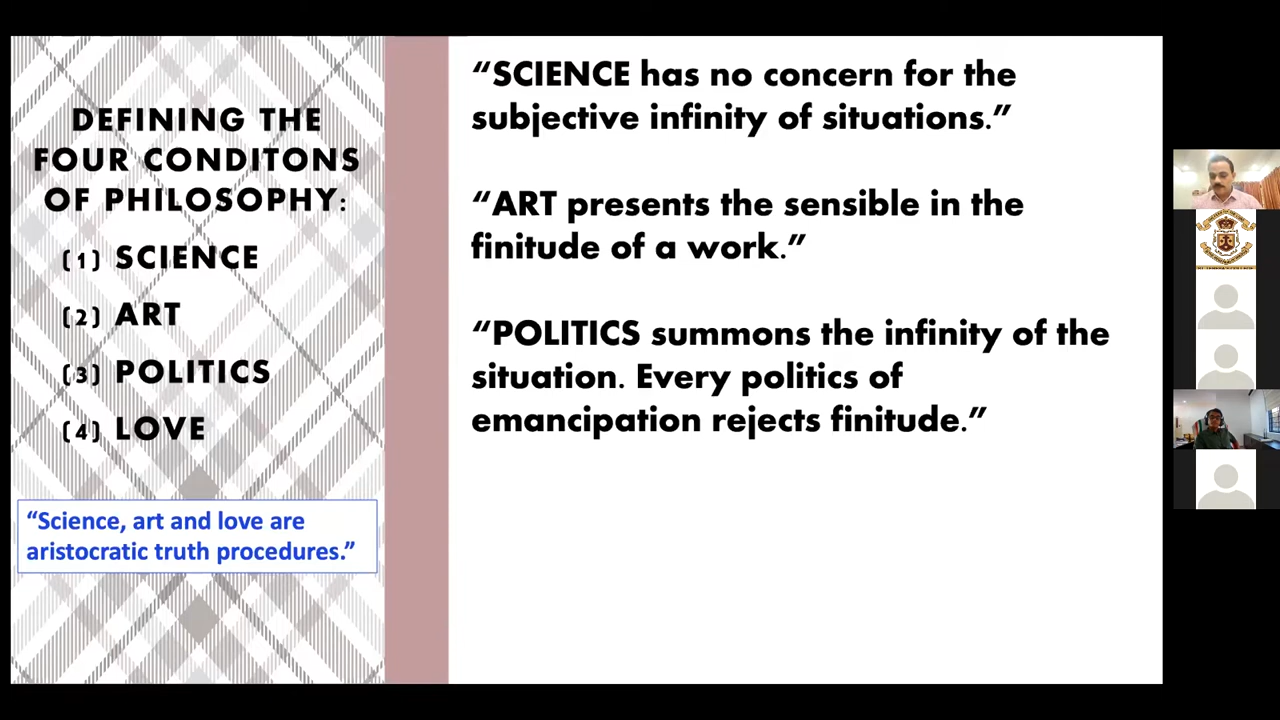 DEFINING THE
FOUR CONDITONS
OF PHILOSOPHY:
(1) SCIENCE
(2) ART
(3) POLITICS
(4) LOVE
“Science, art and love are
aristocratic truth procedures.”
“SCIENCE has no concern for the
subjective infinity of situations.”
“ART presents the sensible in the
finitude of a work.”
“POLITICS summons the infinity of the
situation. Every politics of
emancipation rejects finitude.”